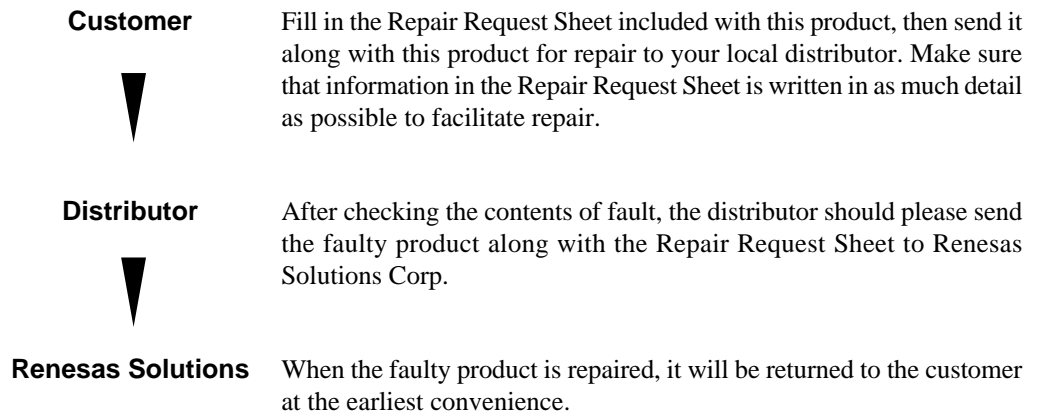 Customer
Fill in the Repair Request Sheet included with this product, then send it
along with this product for repair to your local distributor. Make sure
that information in the Repair Request Sheet is written in as much detail
as possible to facilitate repair.
Distributor
After checking the contents of fault, the distributor should please send
the faulty product along with the Repair Request Sheet to Renesas
Solutions Corp.
Renesas Solutions
When the faulty product is repaired, it will be returned to the customer
at the earliest convenience.